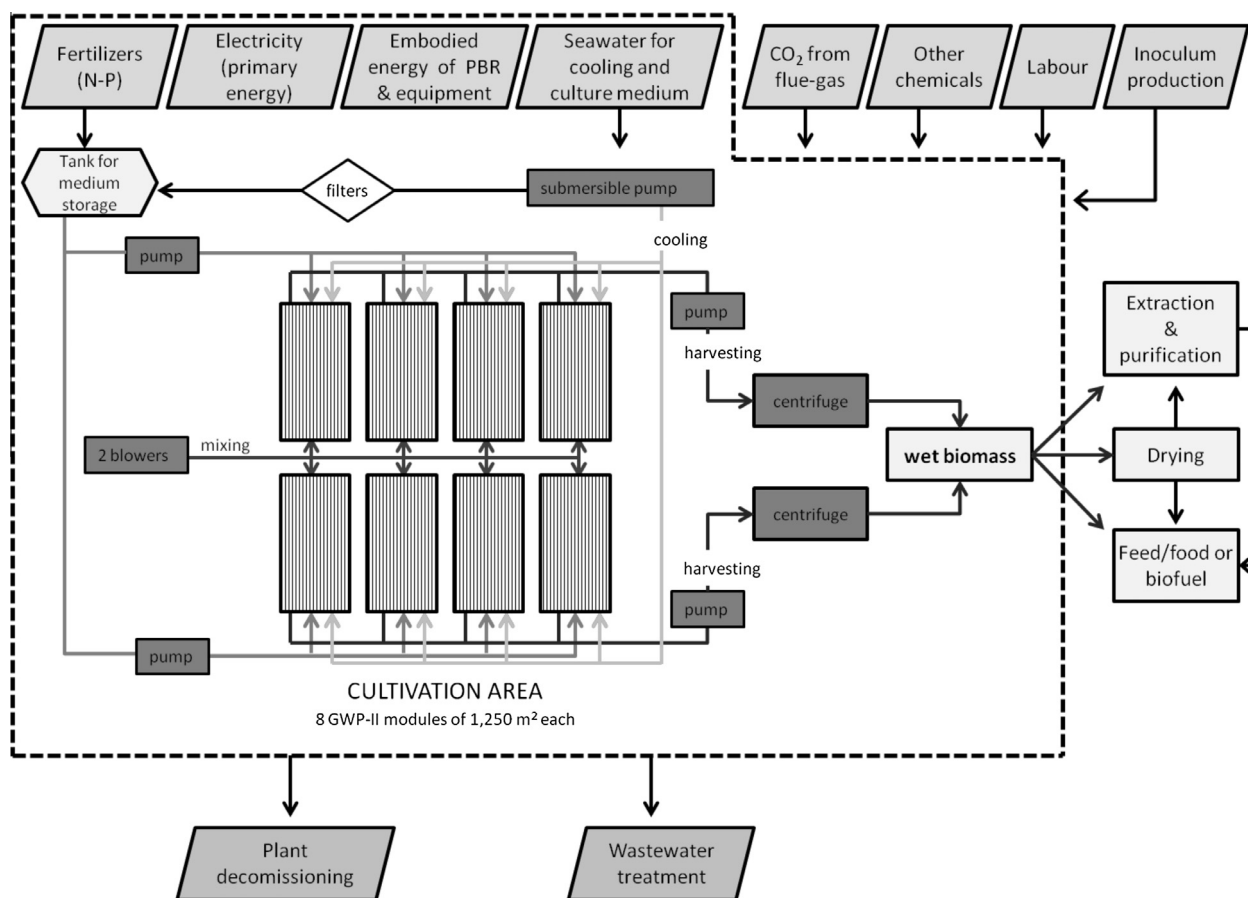 Fertilizers
(N-P)
Electricity
(primary
energy)
Embodied
energy of PBR
& equipment
Seawater for
cooling and
culture medium
CO₂ from
flue-gas
Other
chemicals
Labour
Inoculum
production
Tank for
medium
storage
filters
submersible pump
cooling
pump
pump
harvesting
Extraction
&
purification
centrifuge
2 blowers
mixing
wet biomass
Drying
centrifuge
harvesting
Feed/food or
biofuel
pump
pump
CULTIVATION AREA
8 GWP-II modules of 1,250 m² each
Plant
decomissioning
Wastewater
treatment